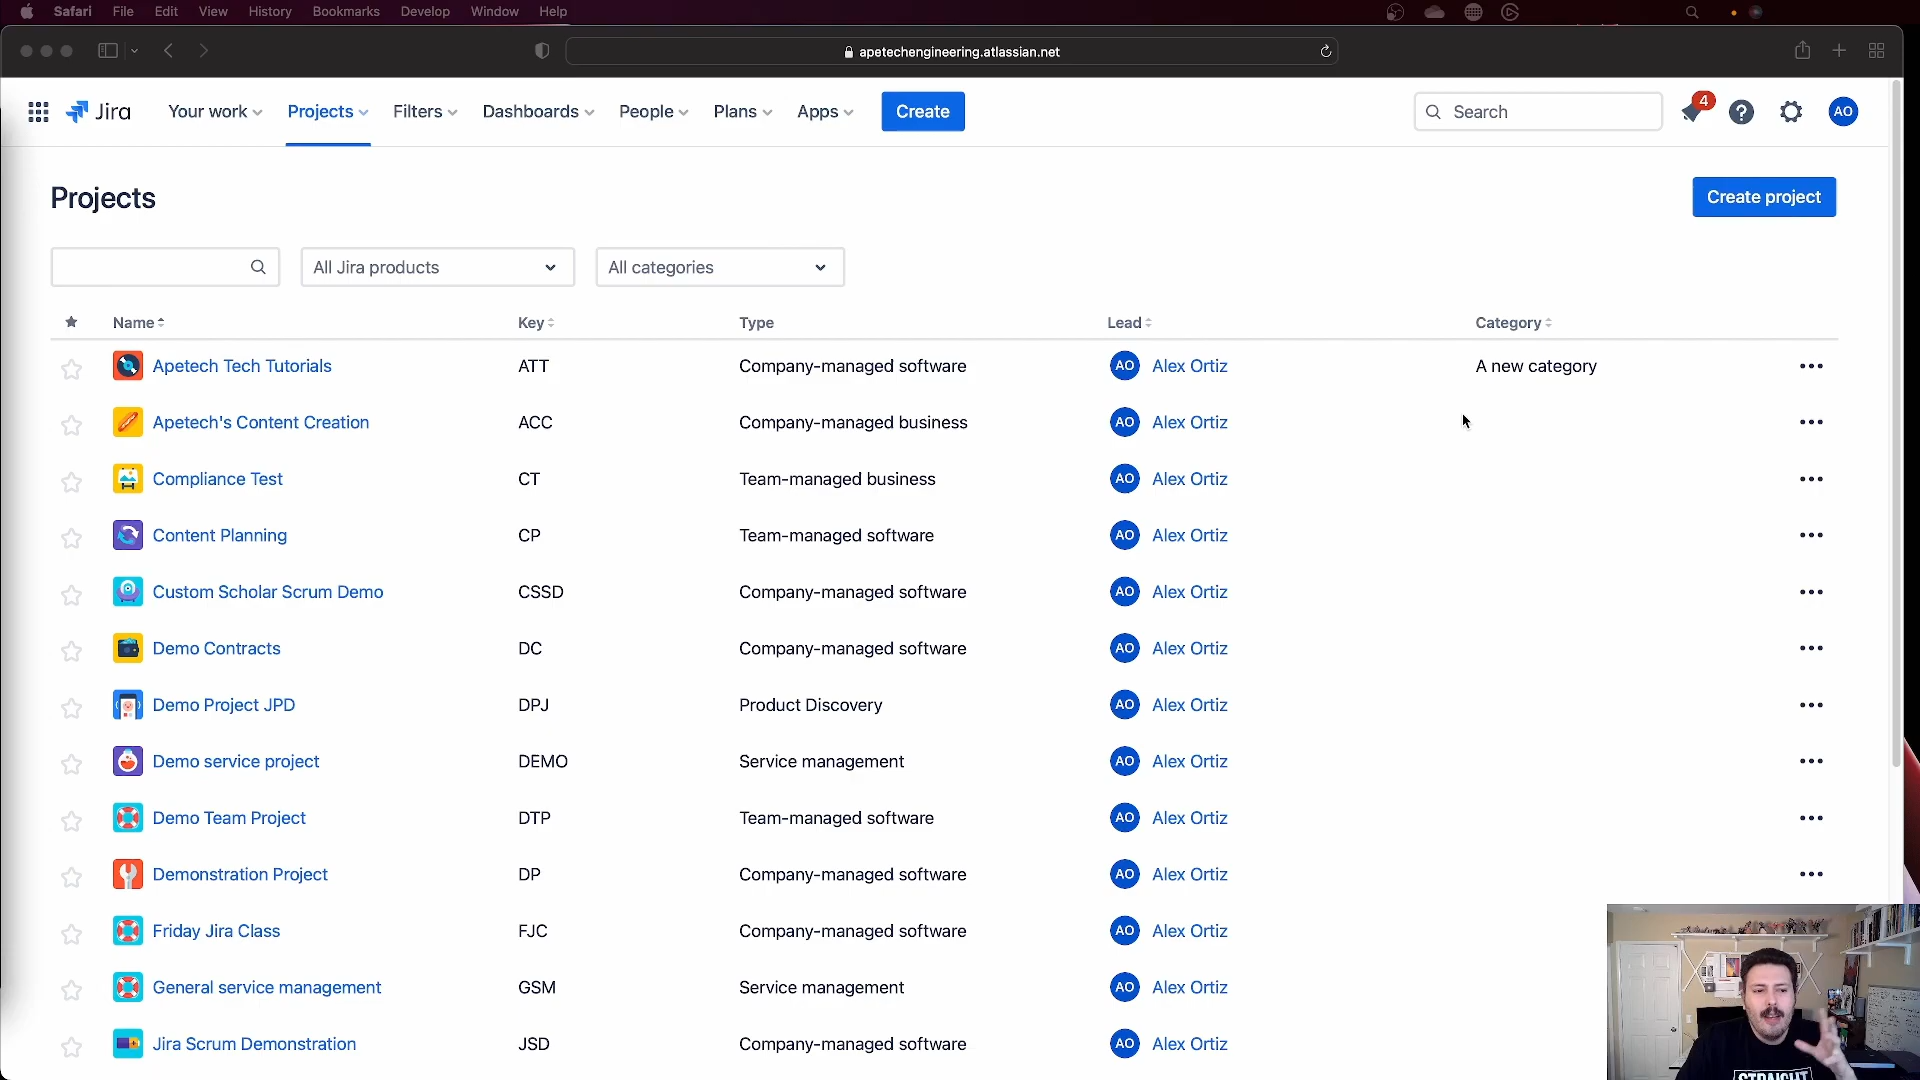 Safari File Edit View History Bookmarks Develop Window Help
apetechengineering.atlassian.net
Jira Your work Projects Filters Dashboards People Plans Apps Create Search 4 AO
Projects
Create project
All Jira products All categories
Name Key Type Lead Category
Apetech Tech Tutorials ATT Company-managed software AO Alex Ortiz A new category
Apetech's Content Creation ACC Company-managed business AO Alex Ortiz
Compliance Test CT Team-managed business AO Alex Ortiz
Content Planning CP Team-managed software AO Alex Ortiz
Custom Scholar Scrum Demo CSSD Company-managed software AO Alex Ortiz
Demo Contracts DC Company-managed software AO Alex Ortiz
Demo Project JPD DPJ Product Discovery AO Alex Ortiz
Demo service project DEMO Service management AO Alex Ortiz
Demo Team Project DTP Team-managed software AO Alex Ortiz
Demonstration Project DP Company-managed software AO Alex Ortiz
Friday Jira Class FJC Company-managed software AO Alex Ortiz
General service management GSM Service management AO Alex Ortiz
Jira Scrum Demonstration JSD Company-managed software AO Alex Ortiz
STRAIGHT